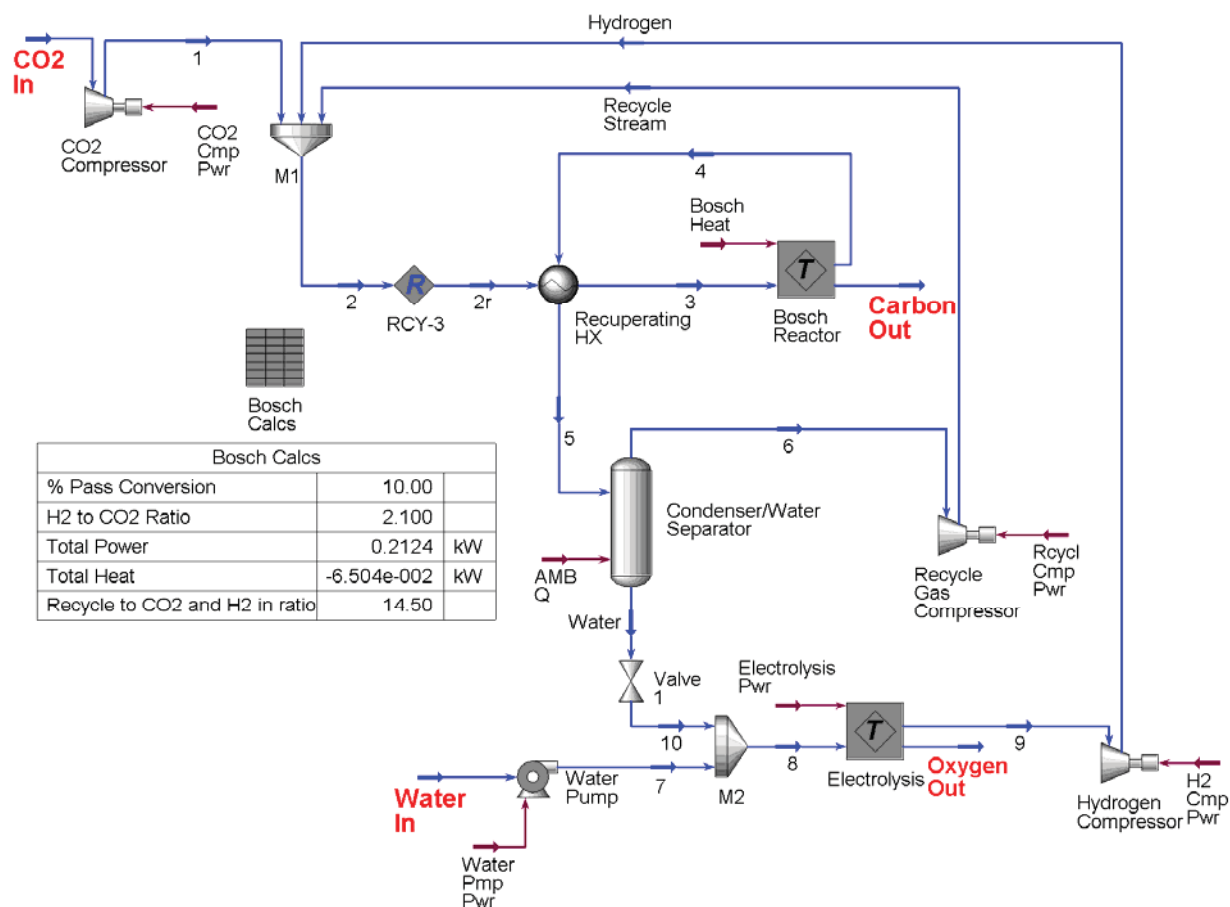 Hydrogen
CO2
In
1
CO2
Compressor
CO2
Cmp
Pwr
M1
Recycle
Stream
4
Bosch
Heat
T
2
R
RCY-3
2r
Recuperating
HX
3
Bosch
Reactor
Carbon
Out
Bosch
Calcs
5
6
Bosch Calcs
% Pass Conversion 10.00
H2 to CO2 Ratio 2.100
Total Power 0.2124 kW
Total Heat -6.504e-002 kW
Recycle to CO2 and H2 in ratio 14.50
Condenser/Water
Separator
AMB
Q
Recycle
Gas
Compressor
Rcycl
Cmp
Pwr
Water
Valve
1
Electrolysis
Pwr
T
10
8
9
Electrolysis
Oxygen
Out
Water
In
Water
Pump
7
M2
Hydrogen
Compressor
H2
Cmp
Pwr
Water
Pmp
Pwr